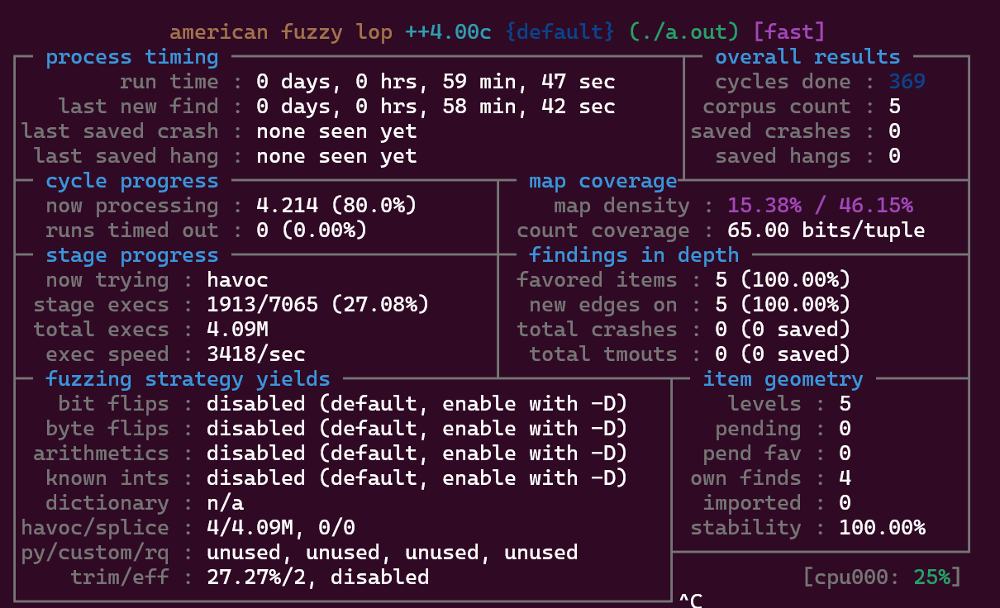 american fuzzy lop ++4.00c {default} (./a.out) [fast]
process timing overall results
run time : 0 days, 0 hrs, 59 min, 47 sec cycles done : 369
last new find : 0 days, 0 hrs, 58 min, 42 sec corpus count : 5
last saved crash : none seen yet saved crashes : 0
last saved hang : none seen yet saved hangs : 0
cycle progress map coverage
now processing : 4.214 (80.0%) map density : 15.38% / 46.15%
runs timed out : 0 (0.00%) count coverage : 65.00 bits/tuple
stage progress findings in depth
now trying : havoc favored items : 5 (100.00%)
stage execs : 1913/7065 (27.08%) new edges on : 5 (100.00%)
total execs : 4.09M total crashes : 0 (0 saved)
exec speed : 3418/sec total tmouts : 0 (0 saved)
fuzzing strategy yields item geometry
bit flips : disabled (default, enable with -D) levels : 5
byte flips : disabled (default, enable with -D) pending : 0
arithmetics : disabled (default, enable with -D) pend fav : 0
known ints : disabled (default, enable with -D) own finds : 4
dictionary : n/a imported : 0
havoc/splice : 4/4.09M, 0/0 stability : 100.00%
py/custom/rq : unused, unused, unused, unused
trim/eff : 27.27%/2, disabled [cpu000: 25%]
^C